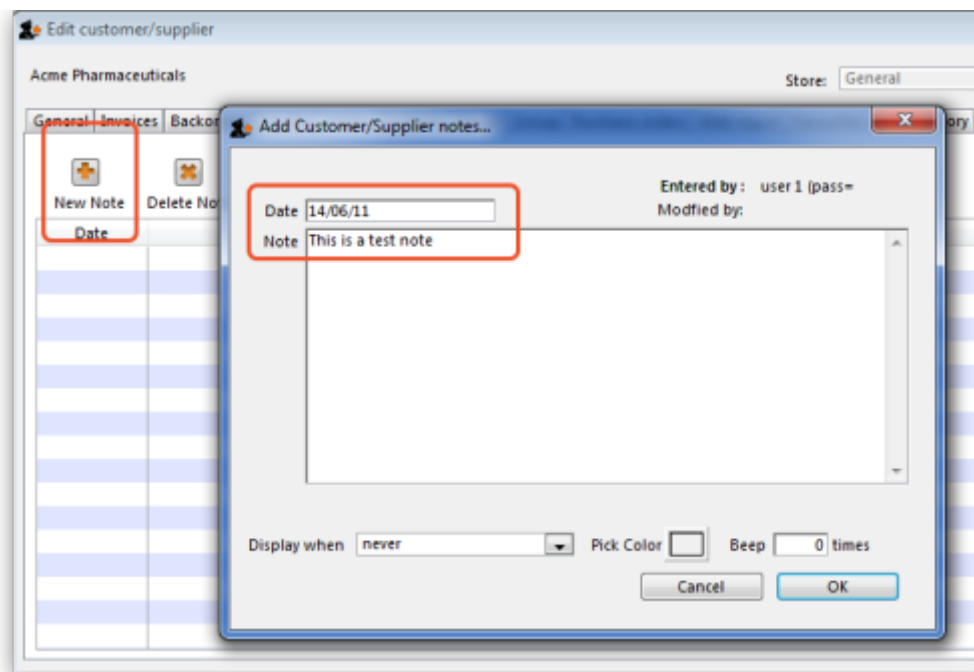 Edit customer/supplier
Acme Pharmaceuticals
Store: General
General Invoices Backor ory
Add Customer/Supplier notes...
New Note Delete No
Date
Entered by : user 1 (pass=
Modfied by:
Date 14/06/11
Note This is a test note
Display when never Pick Color Beep 0 times
Cancel OK